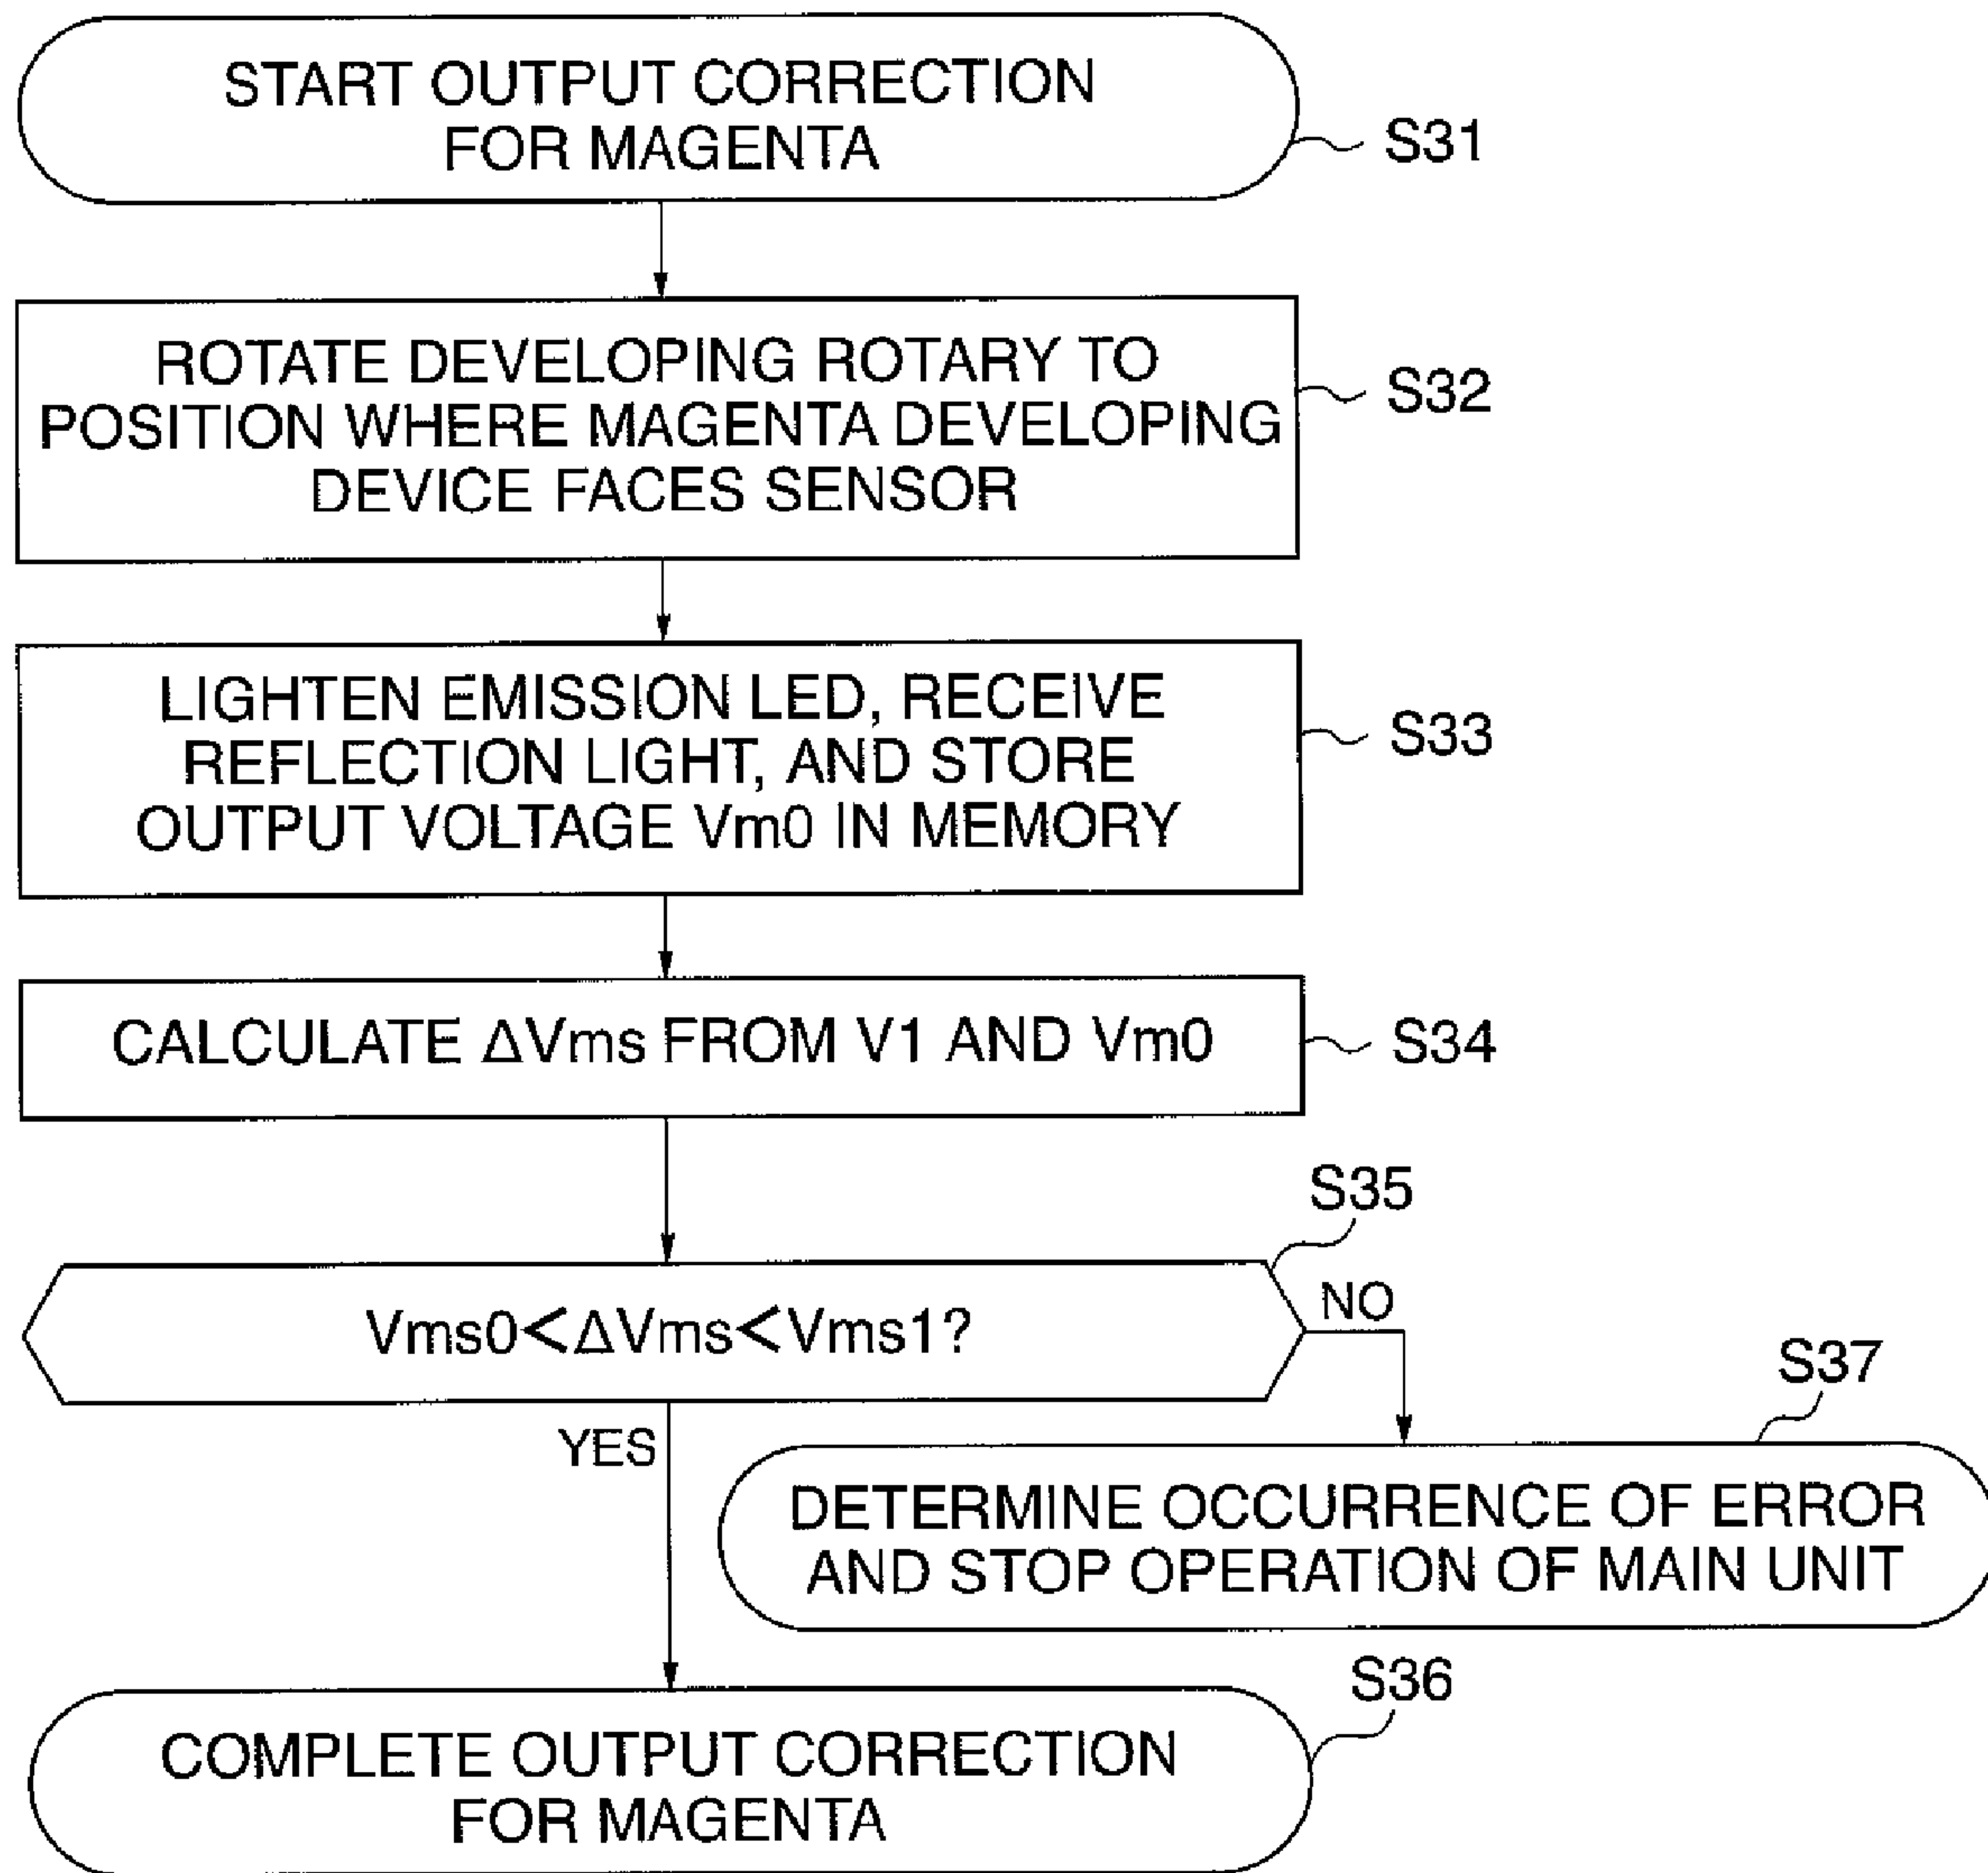 START OUTPUT CORRECTION
FOR MAGENTA
S31
ROTATE DEVELOPING ROTARY TO
POSITION WHERE MAGENTA DEVELOPING
DEVICE FACES SENSOR
S32
LIGHTEN EMISSION LED, RECEIVE
REFLECTION LIGHT, AND STORE
OUTPUT VOLTAGE Vm0 IN MEMORY
S33
CALCULATE ΔVms FROM V1 AND Vm0
S34
S35
Vms0<ΔVms<Vms1?
NO
YES
S37
DETERMINE OCCURRENCE OF ERROR
AND STOP OPERATION OF MAIN UNIT
S36
COMPLETE OUTPUT CORRECTION
FOR MAGENTA